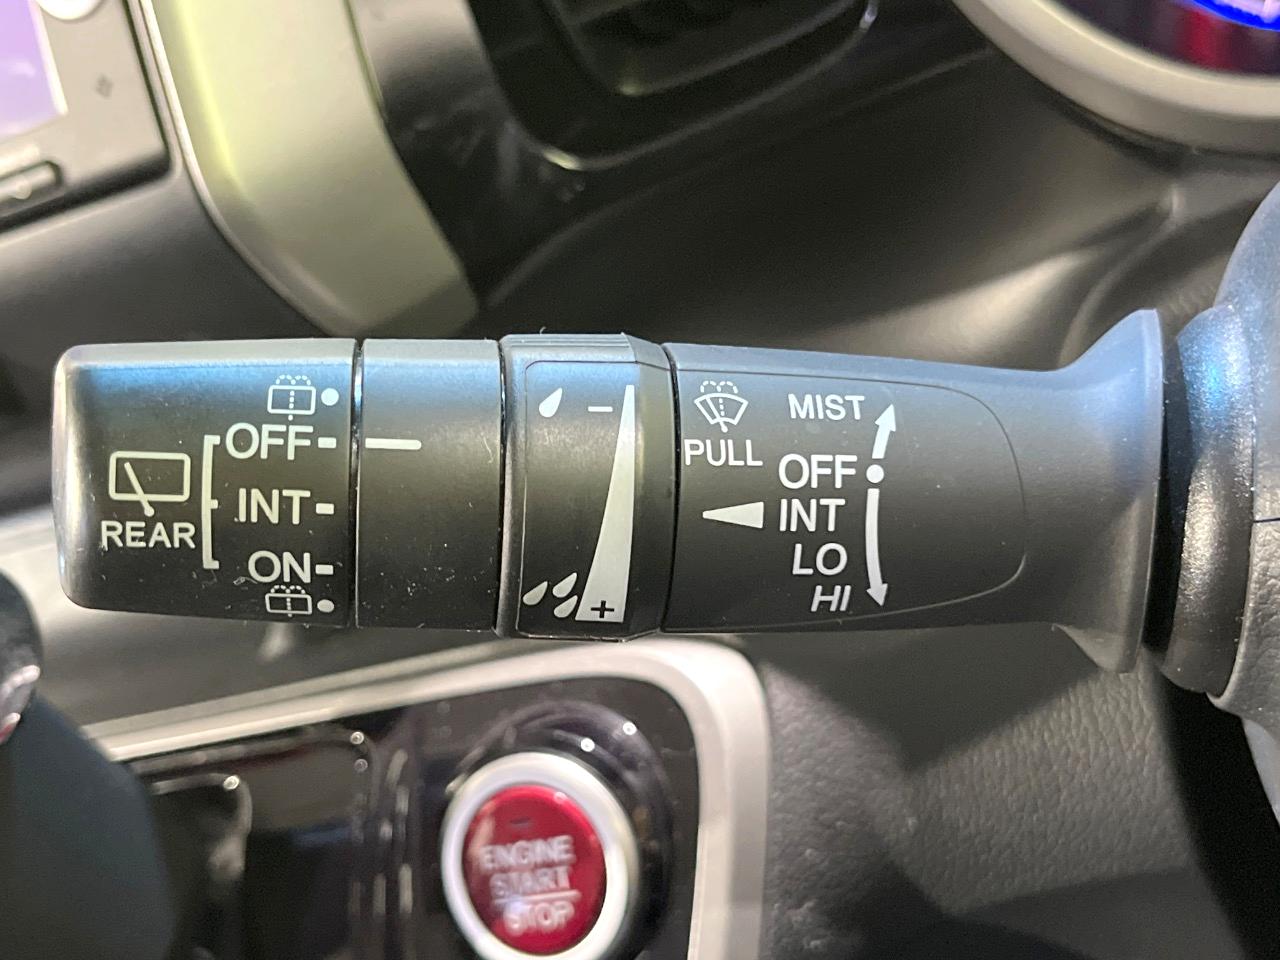 REAR
OFF
INT
ON
-
+
PULL
MIST
OFF
INT
LO
HI
ENGINE
START
STOP